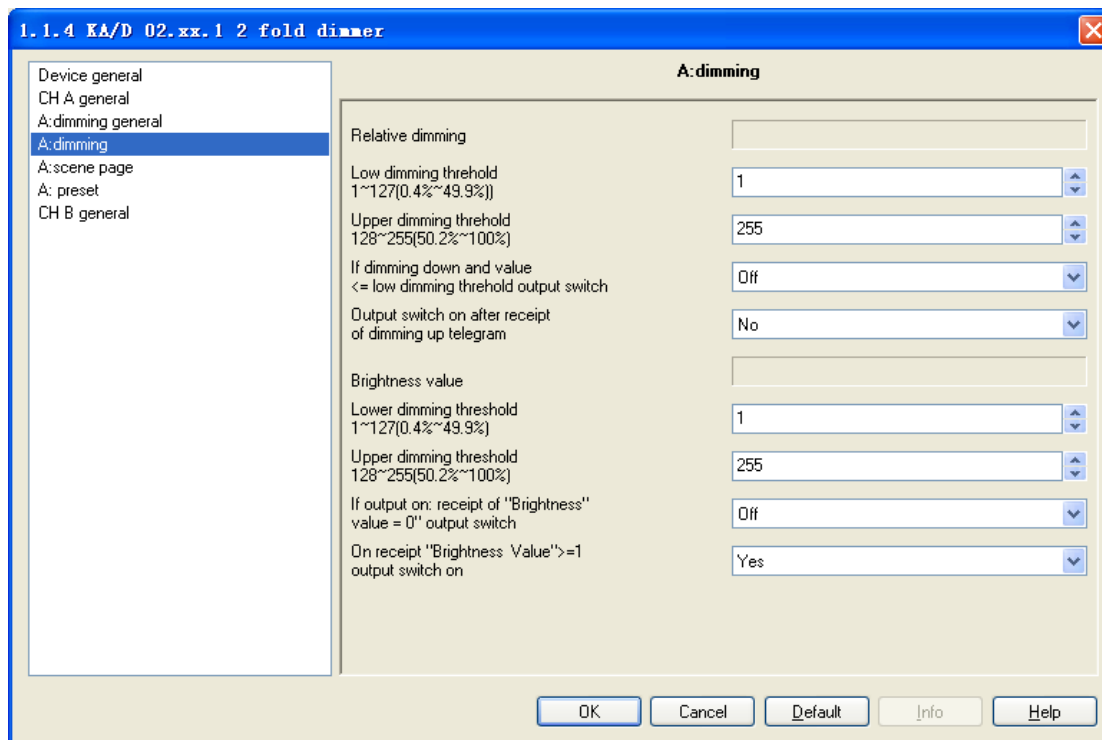 1.1.4 KA/D 02.xx.1 2 fold dimmer
Device general
CH A general
A:dimming general
A:dimming
A:scene page
A: preset
CH B general
A:dimming
Relative dimming
Low dimming threhold
1~127(0.4%~49.9%))
1
Upper dimming threhold
128~255(50.2%~100%)
255
If dimming down and value
<= low dimming threhold output switch
Off
Output switch on after receipt
of dimming up telegram
No
Brightness value
Lower dimming threshold
1~127(0.4%~49.9%)
1
Upper dimming threshold
128~255(50.2%~100%)
255
If output on: receipt of "Brightness"
value = 0" output switch
Off
On receipt "Brightness Value">=1
output switch on
Yes
OK
Cancel
Default
Info
Help